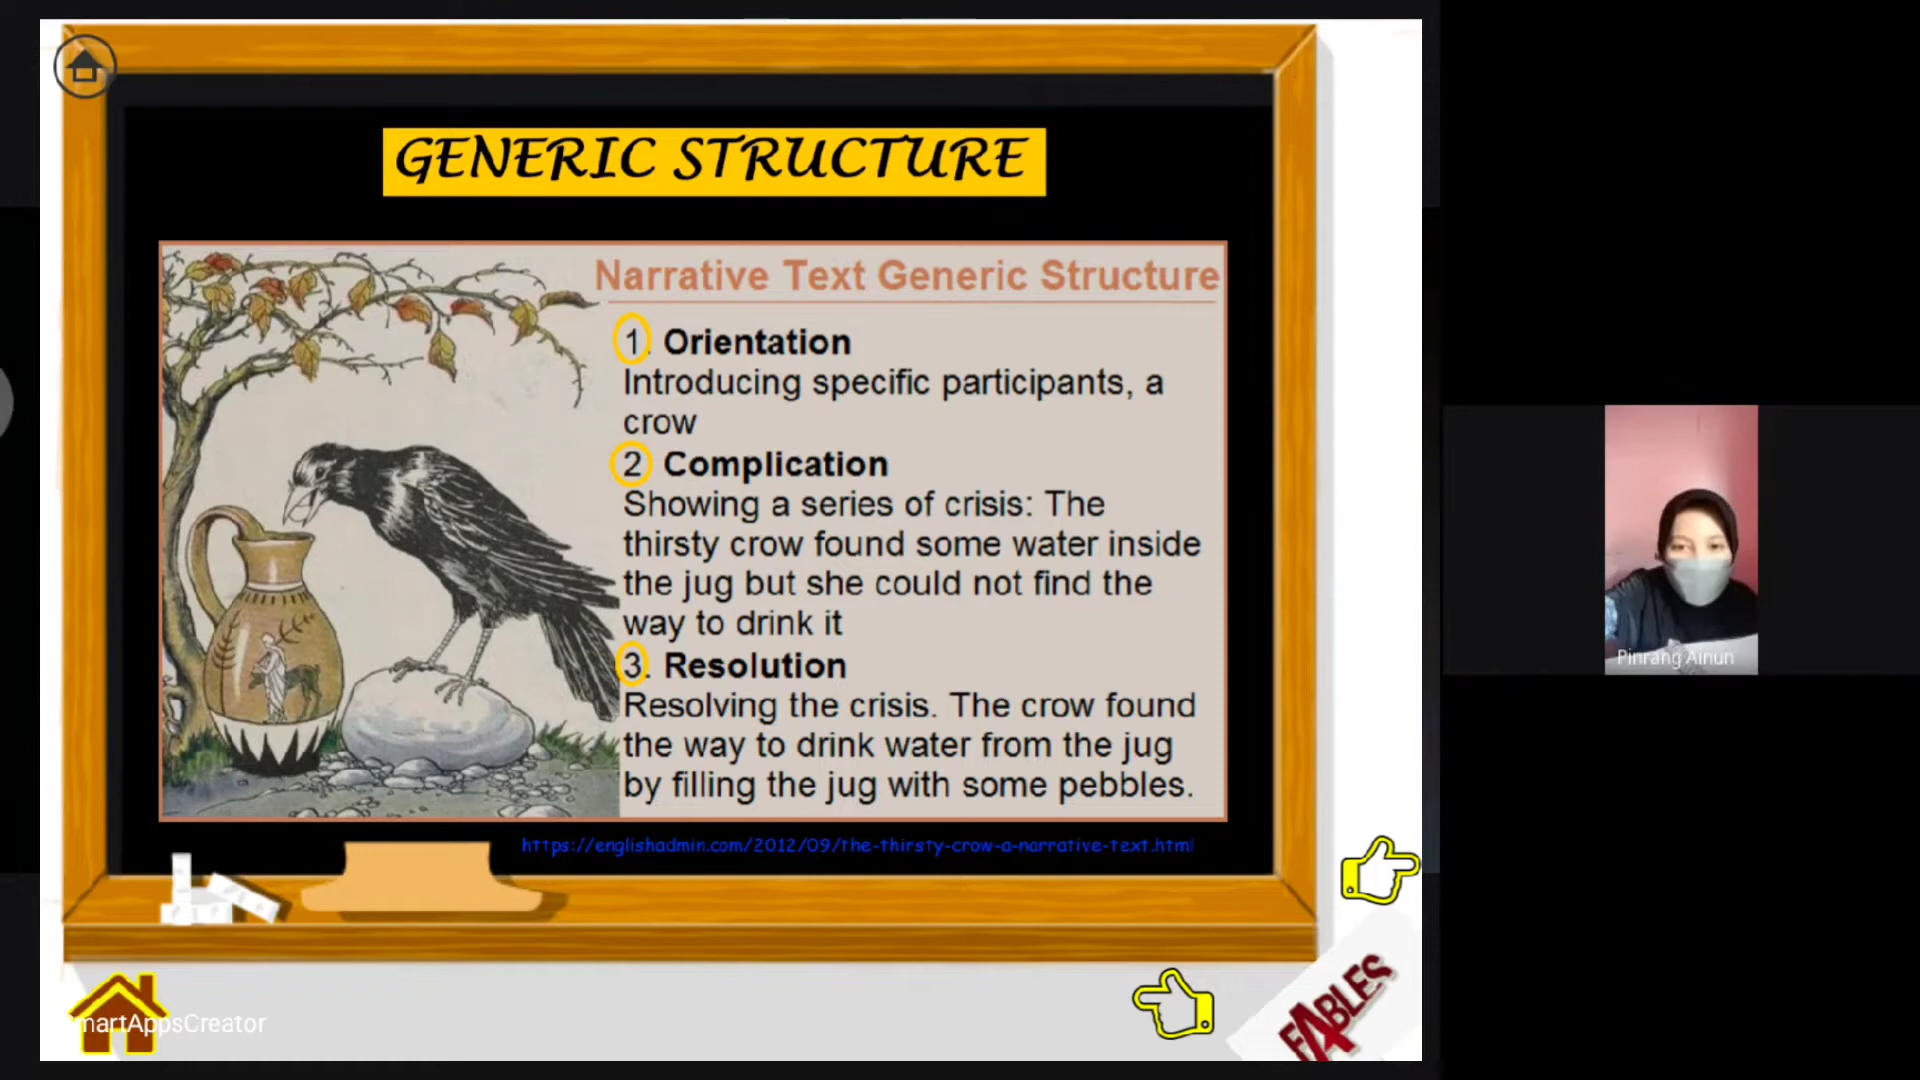 GENERIC STRUCTURE
Narrative Text Generic Structure
1. Orientation
Introducing specific participants, a
crow
2 Complication
Showing a series of crisis: The
thirsty crow found some water inside
the jug but she could not find the
way to drink it
3. Resolution
Resolving the crisis. The crow found
the way to drink water from the jug
by filling the jug with some pebbles.
https://englishadmin.com/2012/09/the-thirsty-crow-a-narrative-text.html
Pinrang Ainun
martAppsCreator
FABLES